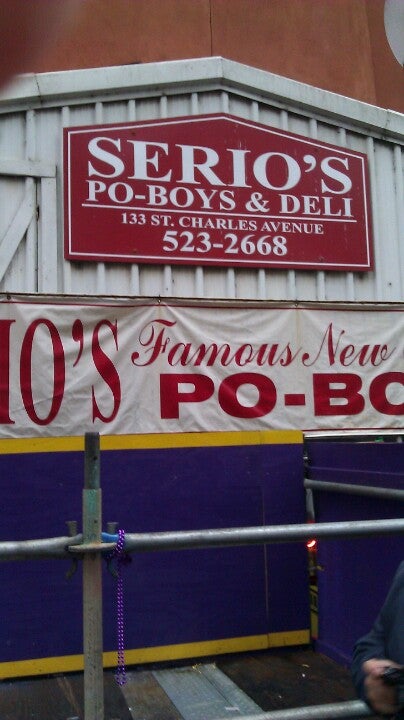 SERIO'S
PO-BOYS & DELI
133 ST. CHARLES AVENUE
523-2668
IO'S Famous New
PO-BO